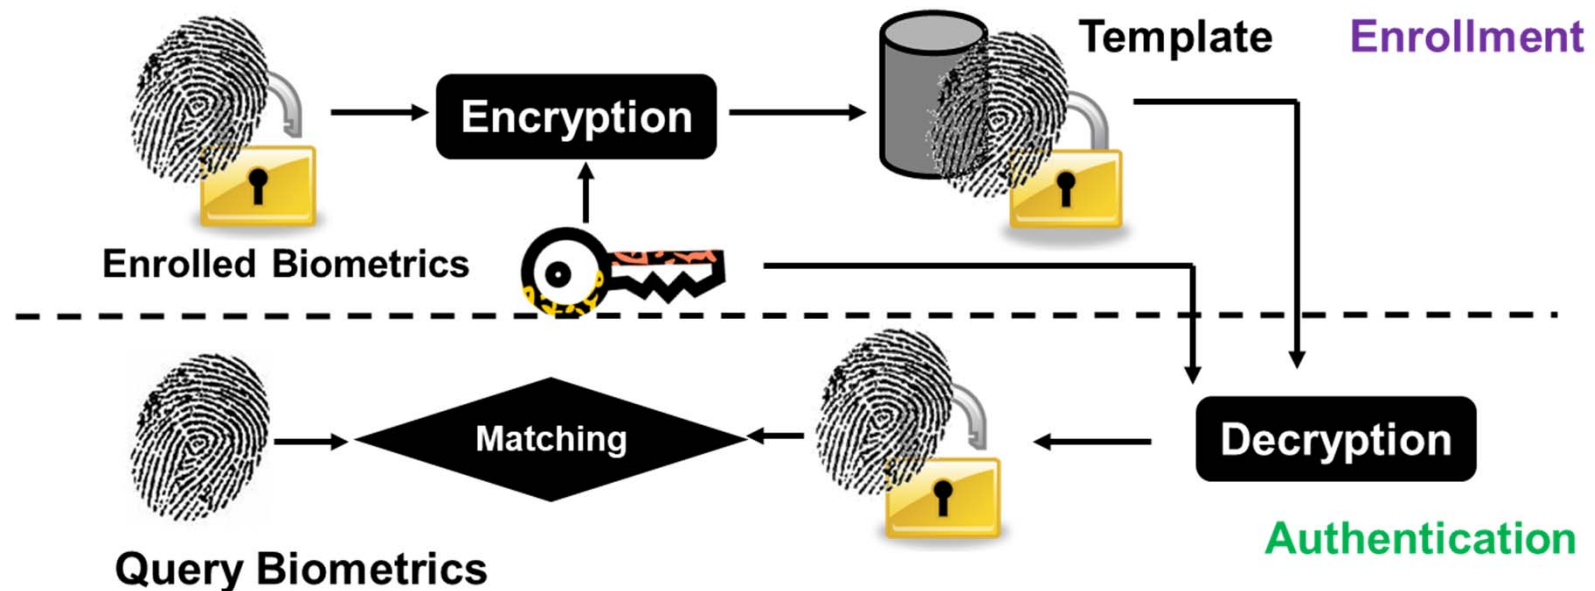 Template
Enrollment
Encryption
Enrolled Biometrics
Matching
Decryption
Authentication
Query Biometrics